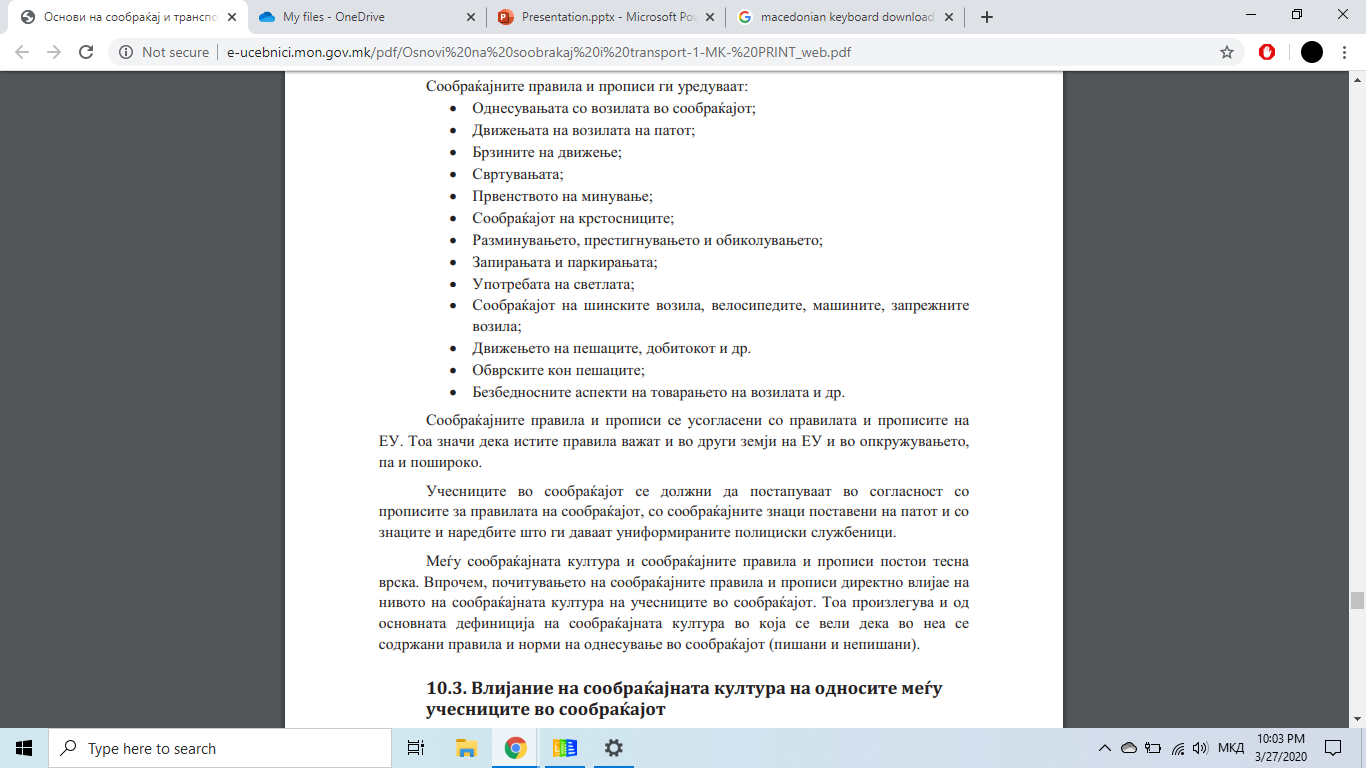 Основи на сообраќај и транспо
My files - OneDrive
Presentation.pptx - Microsoft Po
macedonian keyboard download
Not secure
e-ucebnici.mon.gov.mk/pdf/Osnovi%20na%20soobrakaj%20i%20transport-1-MK-%20PRINT_web.pdf
Сообраќајните правила и прописи ги уредуваат:
• Однесувањата со возилата во сообраќајот;
• Движењата на возилата на патот;
• Брзините на движење;
• Свртувањата;
• Првенството на минување;
• Сообраќајот на крстосниците;
• Разминувањето, престигнувањето и обиколувањето;
• Запирањата и паркирањата;
• Употребата на светлата;
• Сообраќајот на шинските возила, велосипедите, машините, запрежните
возила;
• Движењето на пешаците, добитокот и др.
• Обврските кон пешаците;
• Безбедносните аспекти на товарањето на возилата и др.
Сообраќајните правила и прописи се усогласени со правилата и прописите на
ЕУ. Тоа значи дека истите правила важат и во други земји на ЕУ и во опкружувањето,
па и пошироко.
Учесниците во сообраќајот се должни да постапуваат во согласност со
прописите за правилата на сообраќајот, со сообраќајните знаци поставени на патот и со
знаците и наредбите што ги даваат униформираните полициски службеници.
Меѓу сообраќајната култура и сообраќајните правила и прописи постои тесна
врска. Впрочем, почитувањето на сообраќајните правила и прописи директно влијае на
нивото на сообраќајната култура на учесниците во сообраќајот. Тоа произлегува и од
основната дефиниција на сообраќајната култура во која се вели дека во неа се
содржани правила и норми на однесување во сообраќајот (пишани и непишани).
10.3. Влијание на сообраќајната култура на односите меѓу
учесниците во сообраќајот
Type here to search
МКД
10:03 PM
3/27/2020